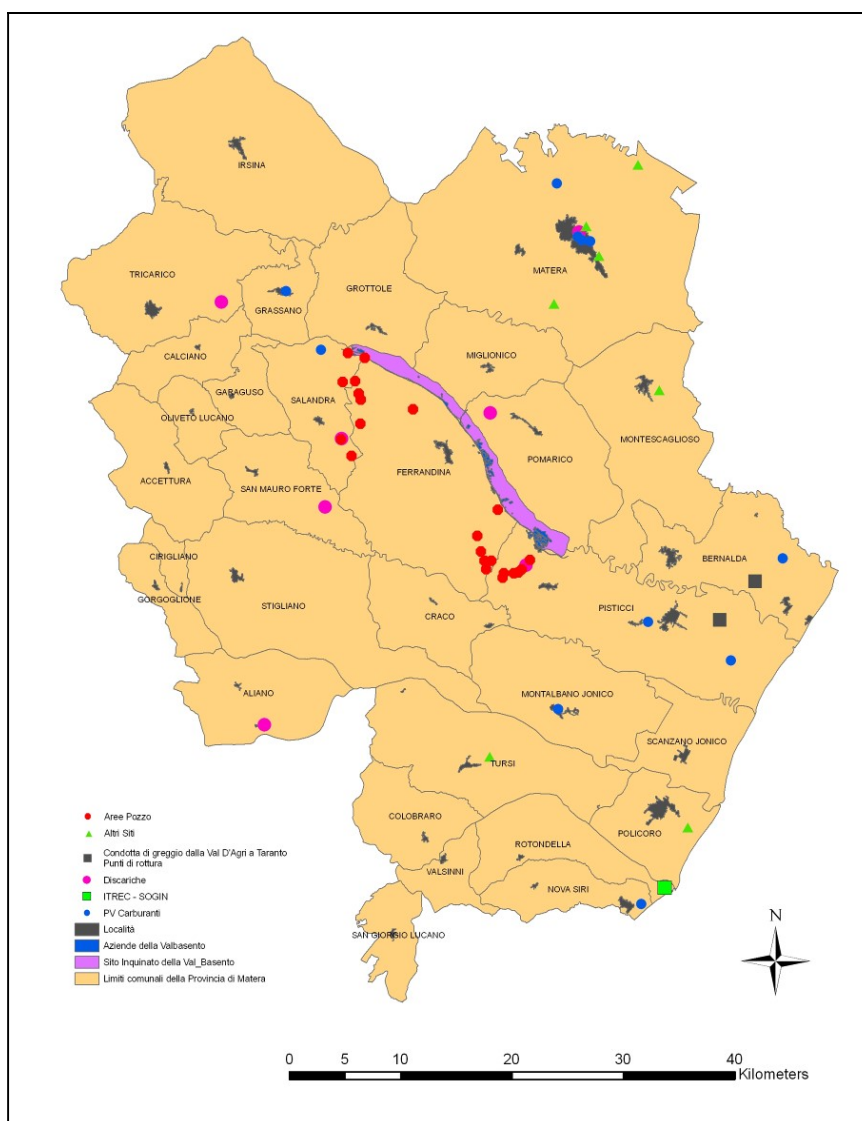 IRSINA
TRICARICO
GRASSANO
GROTTOLE
MATERA
CALCIANO
MIGLIONICO
GARAGUSO
SALANDRA
OLIVETO LUCANO
MONTESCAGLIOSO
POMARICO
ACCETTURA
SAN MAURO FORTE
FERRANDINA
CIRIGLIANO
BERNALDA
GORGOGLIONE
STIGLIANO
CRACO
PISTICCI
ALIANO
MONTALBANO JONICO
SCANZANO JONICO
TURSI
COLOBRARO
POLICORO
ROTONDELLA
VALSINNI
NOVA SIRI
SAN GIORGIO LUCANO
Aree Pozzo
Altri Siti
Condotta di greggio dalla Val D'Agri a Taranto
Punti di rottura
Discariche
ITREC - SOGIN
PV Carburanti
Località
Aziende della Valbasento
Sito Inquinato della Val_Basento
Limiti comunali della Provincia di Matera
N
0 5 10 20 30 40
Kilometers